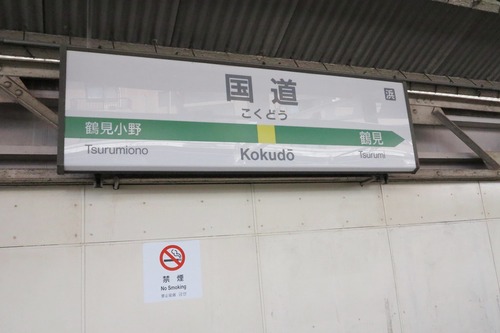 国道
浜
こくどう
鶴見小野
鶴見
Tsurumiono
Kokudō
Tsurumi
禁煙
No Smoking